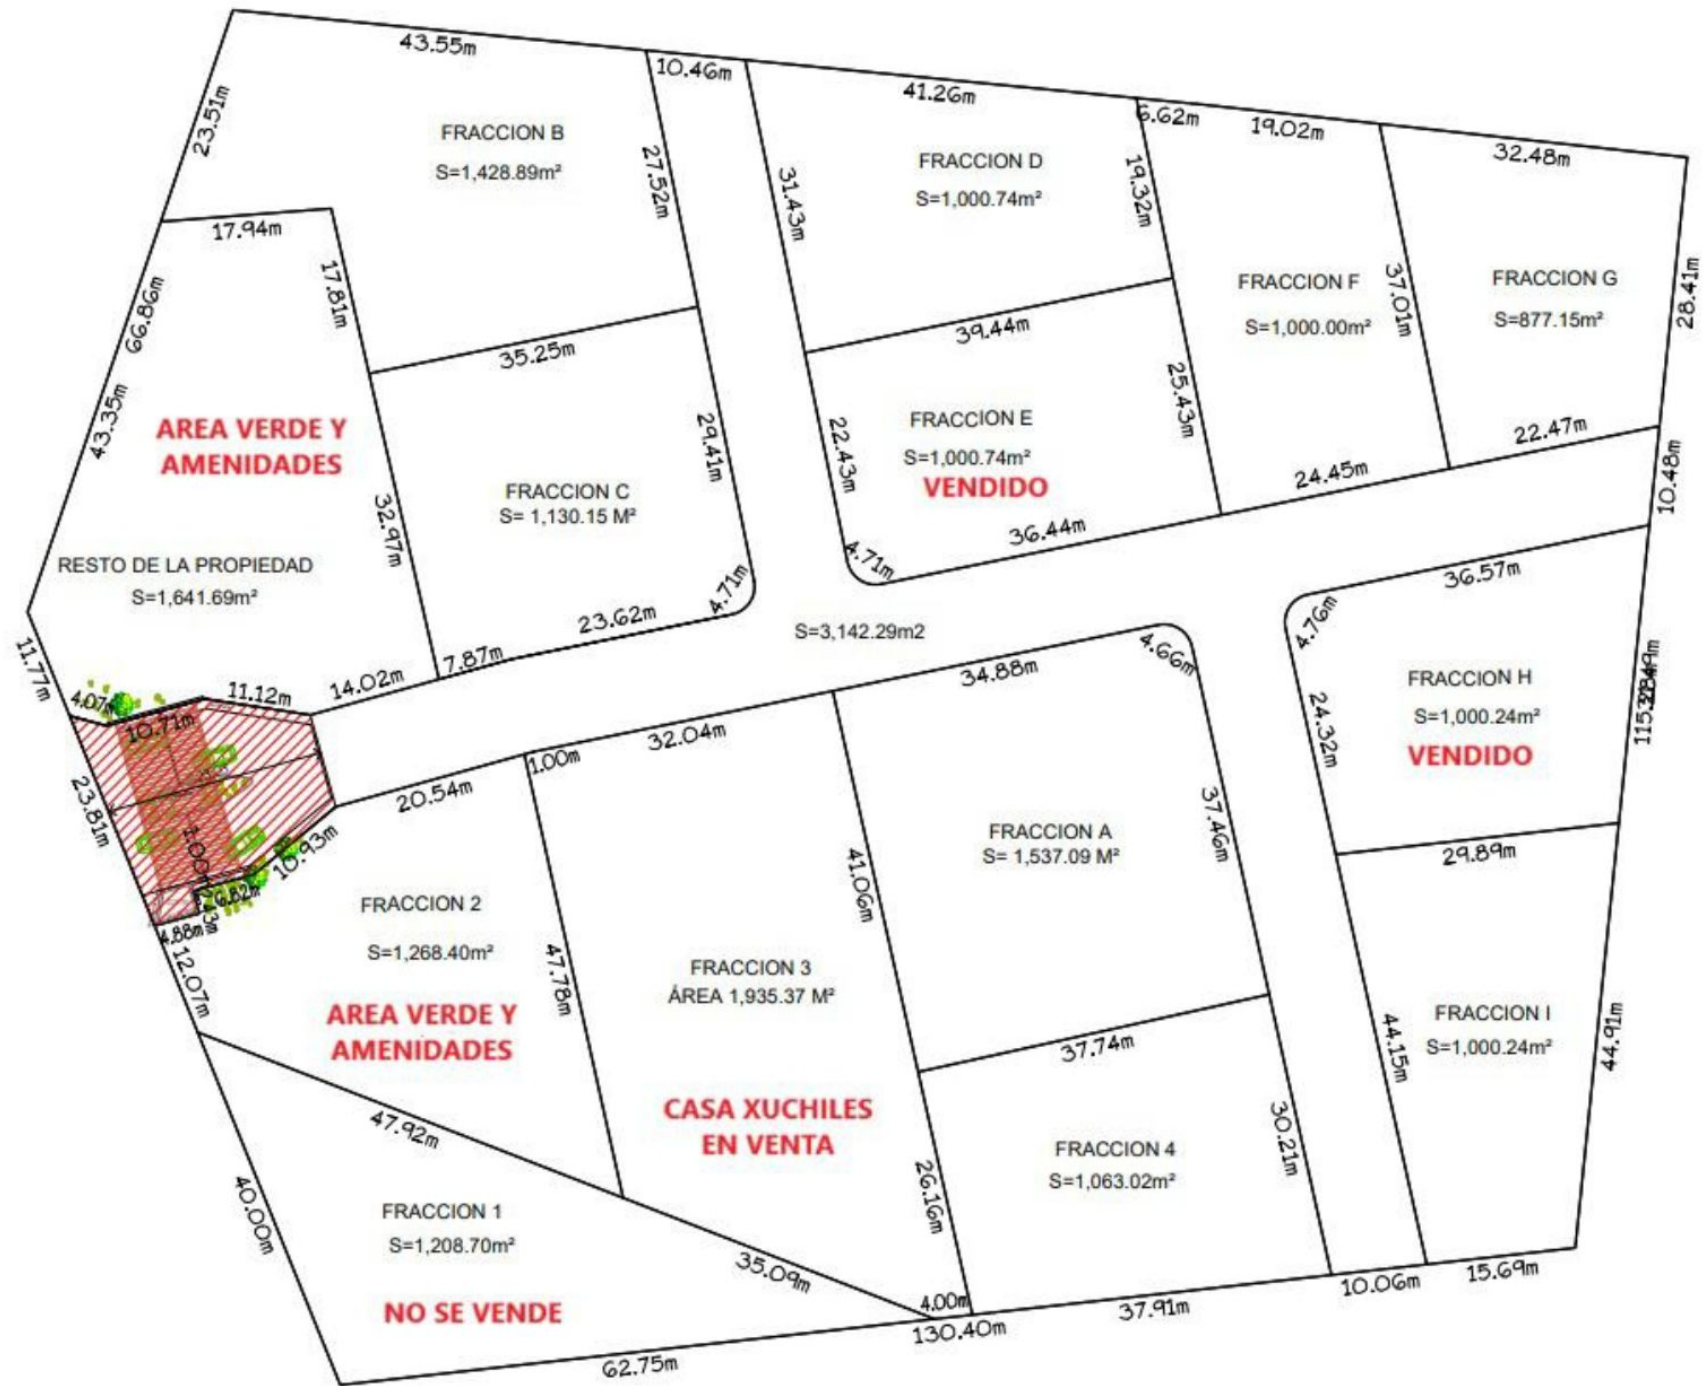 43.55m
10.46m
41.26m
6.62m
19.02m
32.48m
23.51m
FRACCION B
S=1,428.89m²
27.52m
31.43m
FRACCION D
S=1,000.74m²
19.32m
17.94m
17.81m
66.86m
43.35m
35.25m
39.44m
FRACCION F
S=1,000.00m²
37.01m
FRACCION G
S=877.15m²
28.41m
AREA VERDE Y
AMENIDADES
32.97m
FRACCION C
S= 1,130.15 M²
29.41m
22.43m
FRACCION E
S=1,000.74m²
VENDIDO
25.43m
22.47m
24.45m
10.48m
36.44m
4.71m
4.71m
RESTO DE LA PROPIEDAD
S=1,641.69m²
23.62m
7.87m
14.02m
S=3,142.29m2
36.57m
4.76m
4.66m
34.88m
11.77m
4.07m
11.12m
10.71m
FRACCION H
S=1,000.24m²
VENDIDO
24.32m
32.04m
1.00m
20.54m
23.81m
1.00m
10.93m
6.82m
4.88m
12.07m
FRACCION 2
S=1,268.40m²
AREA VERDE Y
AMENIDADES
47.78m
FRACCION 3
ÁREA 1,935.37 M²
41.06m
FRACCION A
S= 1,537.09 M²
37.46m
29.89m
CASA XUCHILES
EN VENTA
37.74m
44.15m
FRACCION I
S=1,000.24m²
44.91m
47.92m
FRACCION 4
S=1,063.02m²
30.21m
26.16m
40.00m
FRACCION 1
S=1,208.70m²
NO SE VENDE
35.09m
4.00m
62.75m
130.40m
37.91m
10.06m
15.69m